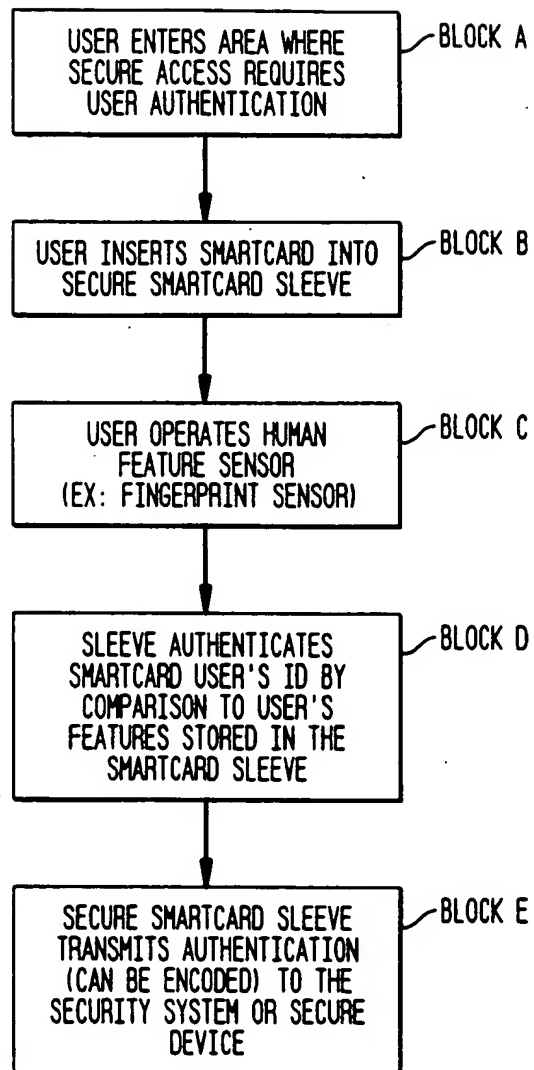 USER ENTERS AREA WHERE
SECURE ACCESS REQUIRES
USER AUTHENTICATION
BLOCK A
USER INSERTS SMARTCARD INTO
SECURE SMARTCARD SLEEVE
BLOCK B
USER OPERATES HUMAN
FEATURE SENSOR
(EX: FINGERPRINT SENSOR)
BLOCK C
SLEEVE AUTHENTICATES
SMARTCARD USER'S ID BY
COMPARISON TO USER'S
FEATURES STORED IN THE
SMARTCARD SLEEVE
BLOCK D
SECURE SMARTCARD SLEEVE
TRANSMITS AUTHENTICATION
(CAN BE ENCODED) TO THE
SECURITY SYSTEM OR SECURE
DEVICE
BLOCK E